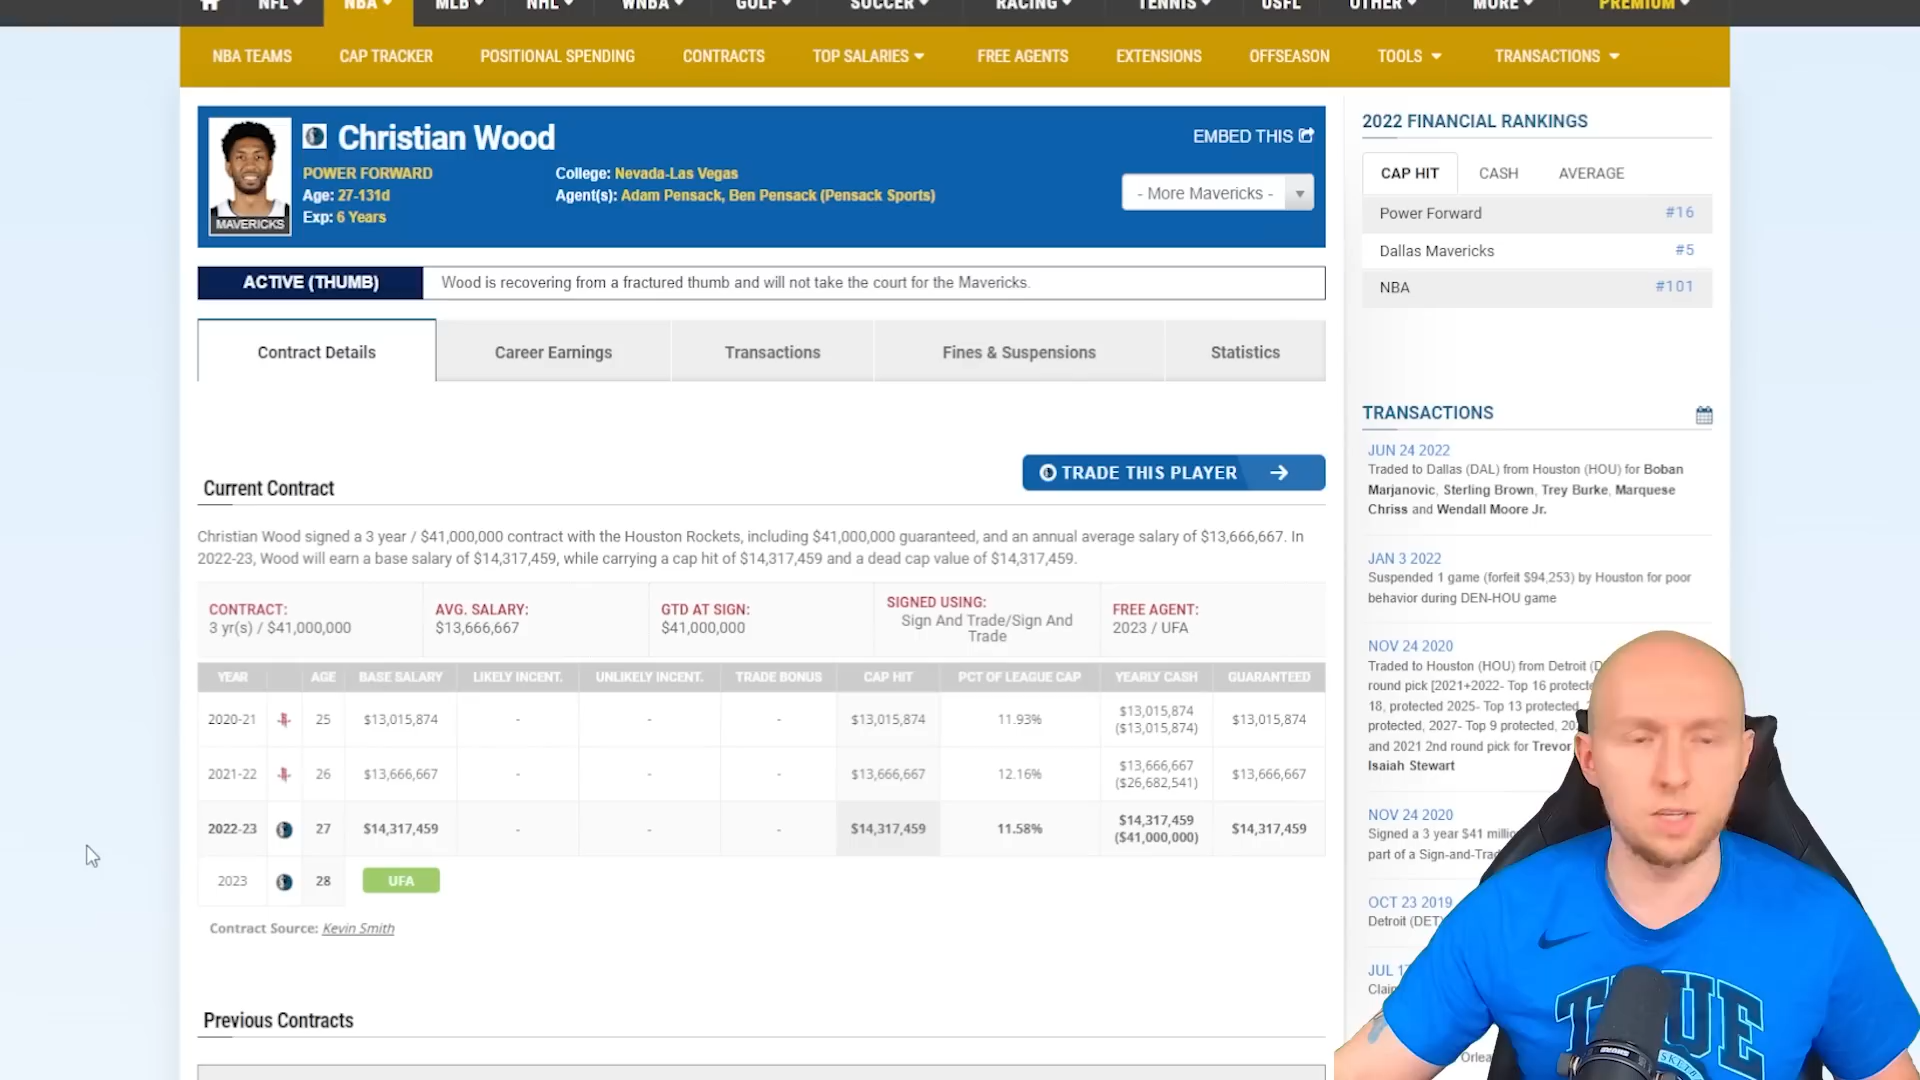 NFL NBA MLB NHL WNBA GOLF SOCCER RACING TENNIS USFL OTHER MORE PREMIUM
NBA TEAMS CAP TRACKER POSITIONAL SPENDING CONTRACTS TOP SALARIES FREE AGENTS EXTENSIONS OFFSEASON TOOLS TRANSACTIONS
Christian Wood
EMBED THIS
POWER FORWARD
Age: 27-131d
Exp: 6 Years
College: Nevada-Las Vegas
Agent(s): Adam Pensack, Ben Pensack (Pensack Sports)
- More Mavericks -
MAVERICKS
ACTIVE (THUMB)
Wood is recovering from a fractured thumb and will not take the court for the Mavericks.
Contract Details Career Earnings Transactions Fines & Suspensions Statistics
TRADE THIS PLAYER
Current Contract
Christian Wood signed a 3 year / $41,000,000 contract with the Houston Rockets, including $41,000,000 guaranteed, and an annual average salary of $13,666,667. In
2022-23, Wood will earn a base salary of $14,317,459, while carrying a cap hit of $14,317,459 and a dead cap value of $14,317,459.
CONTRACT:
3 yr(s) / $41,000,000
AVG. SALARY:
$13,666,667
GTD AT SIGN:
$41,000,000
SIGNED USING:
Sign And Trade/Sign And
Trade
FREE AGENT:
2023 / UFA
YEAR AGE BASE SALARY LIKELY INCENT. UNLIKELY INCENT. TRADE BONUS CAP HIT PCT OF LEAGUE CAP YEARLY CASH GUARANTEED
2020-21 25 $13,015,874 - - - $13,015,874 11.93% $13,015,874 ($13,015,874) $13,015,874
2021-22 26 $13,666,667 - - - $13,666,667 12.16% $13,666,667 ($26,682,541) $13,666,667
2022-23 27 $14,317,459 - - - $14,317,459 11.58% $14,317,459 ($41,000,000) $14,317,459
2023 28 UFA
Contract Source: Kevin Smith
Previous Contracts
2022 FINANCIAL RANKINGS
CAP HIT CASH AVERAGE
Power Forward #16
Dallas Mavericks #5
NBA #101
TRANSACTIONS
JUN 24 2022
Traded to Dallas (DAL) from Houston (HOU) for Boban
Marjanovic, Sterling Brown, Trey Burke, Marquese
Chriss and Wendall Moore Jr.
JAN 3 2022
Suspended 1 game (forfeit $94,253) by Houston for poor
behavior during DEN-HOU game
NOV 24 2020
Traded to Houston (HOU) from Detroit (D
round pick [2021+2022- Top 16 protecte
18, protected 2025- Top 13 protected,
protected, 2027- Top 9 protected, 20
and 2021 2nd round pick for Trevor
Isaiah Stewart
NOV 24 2020
Signed a 3 year $41 millio
part of a Sign-and-Trad
OCT 23 2019
Detroit (DET)
JUL 17
Claim
Orlea